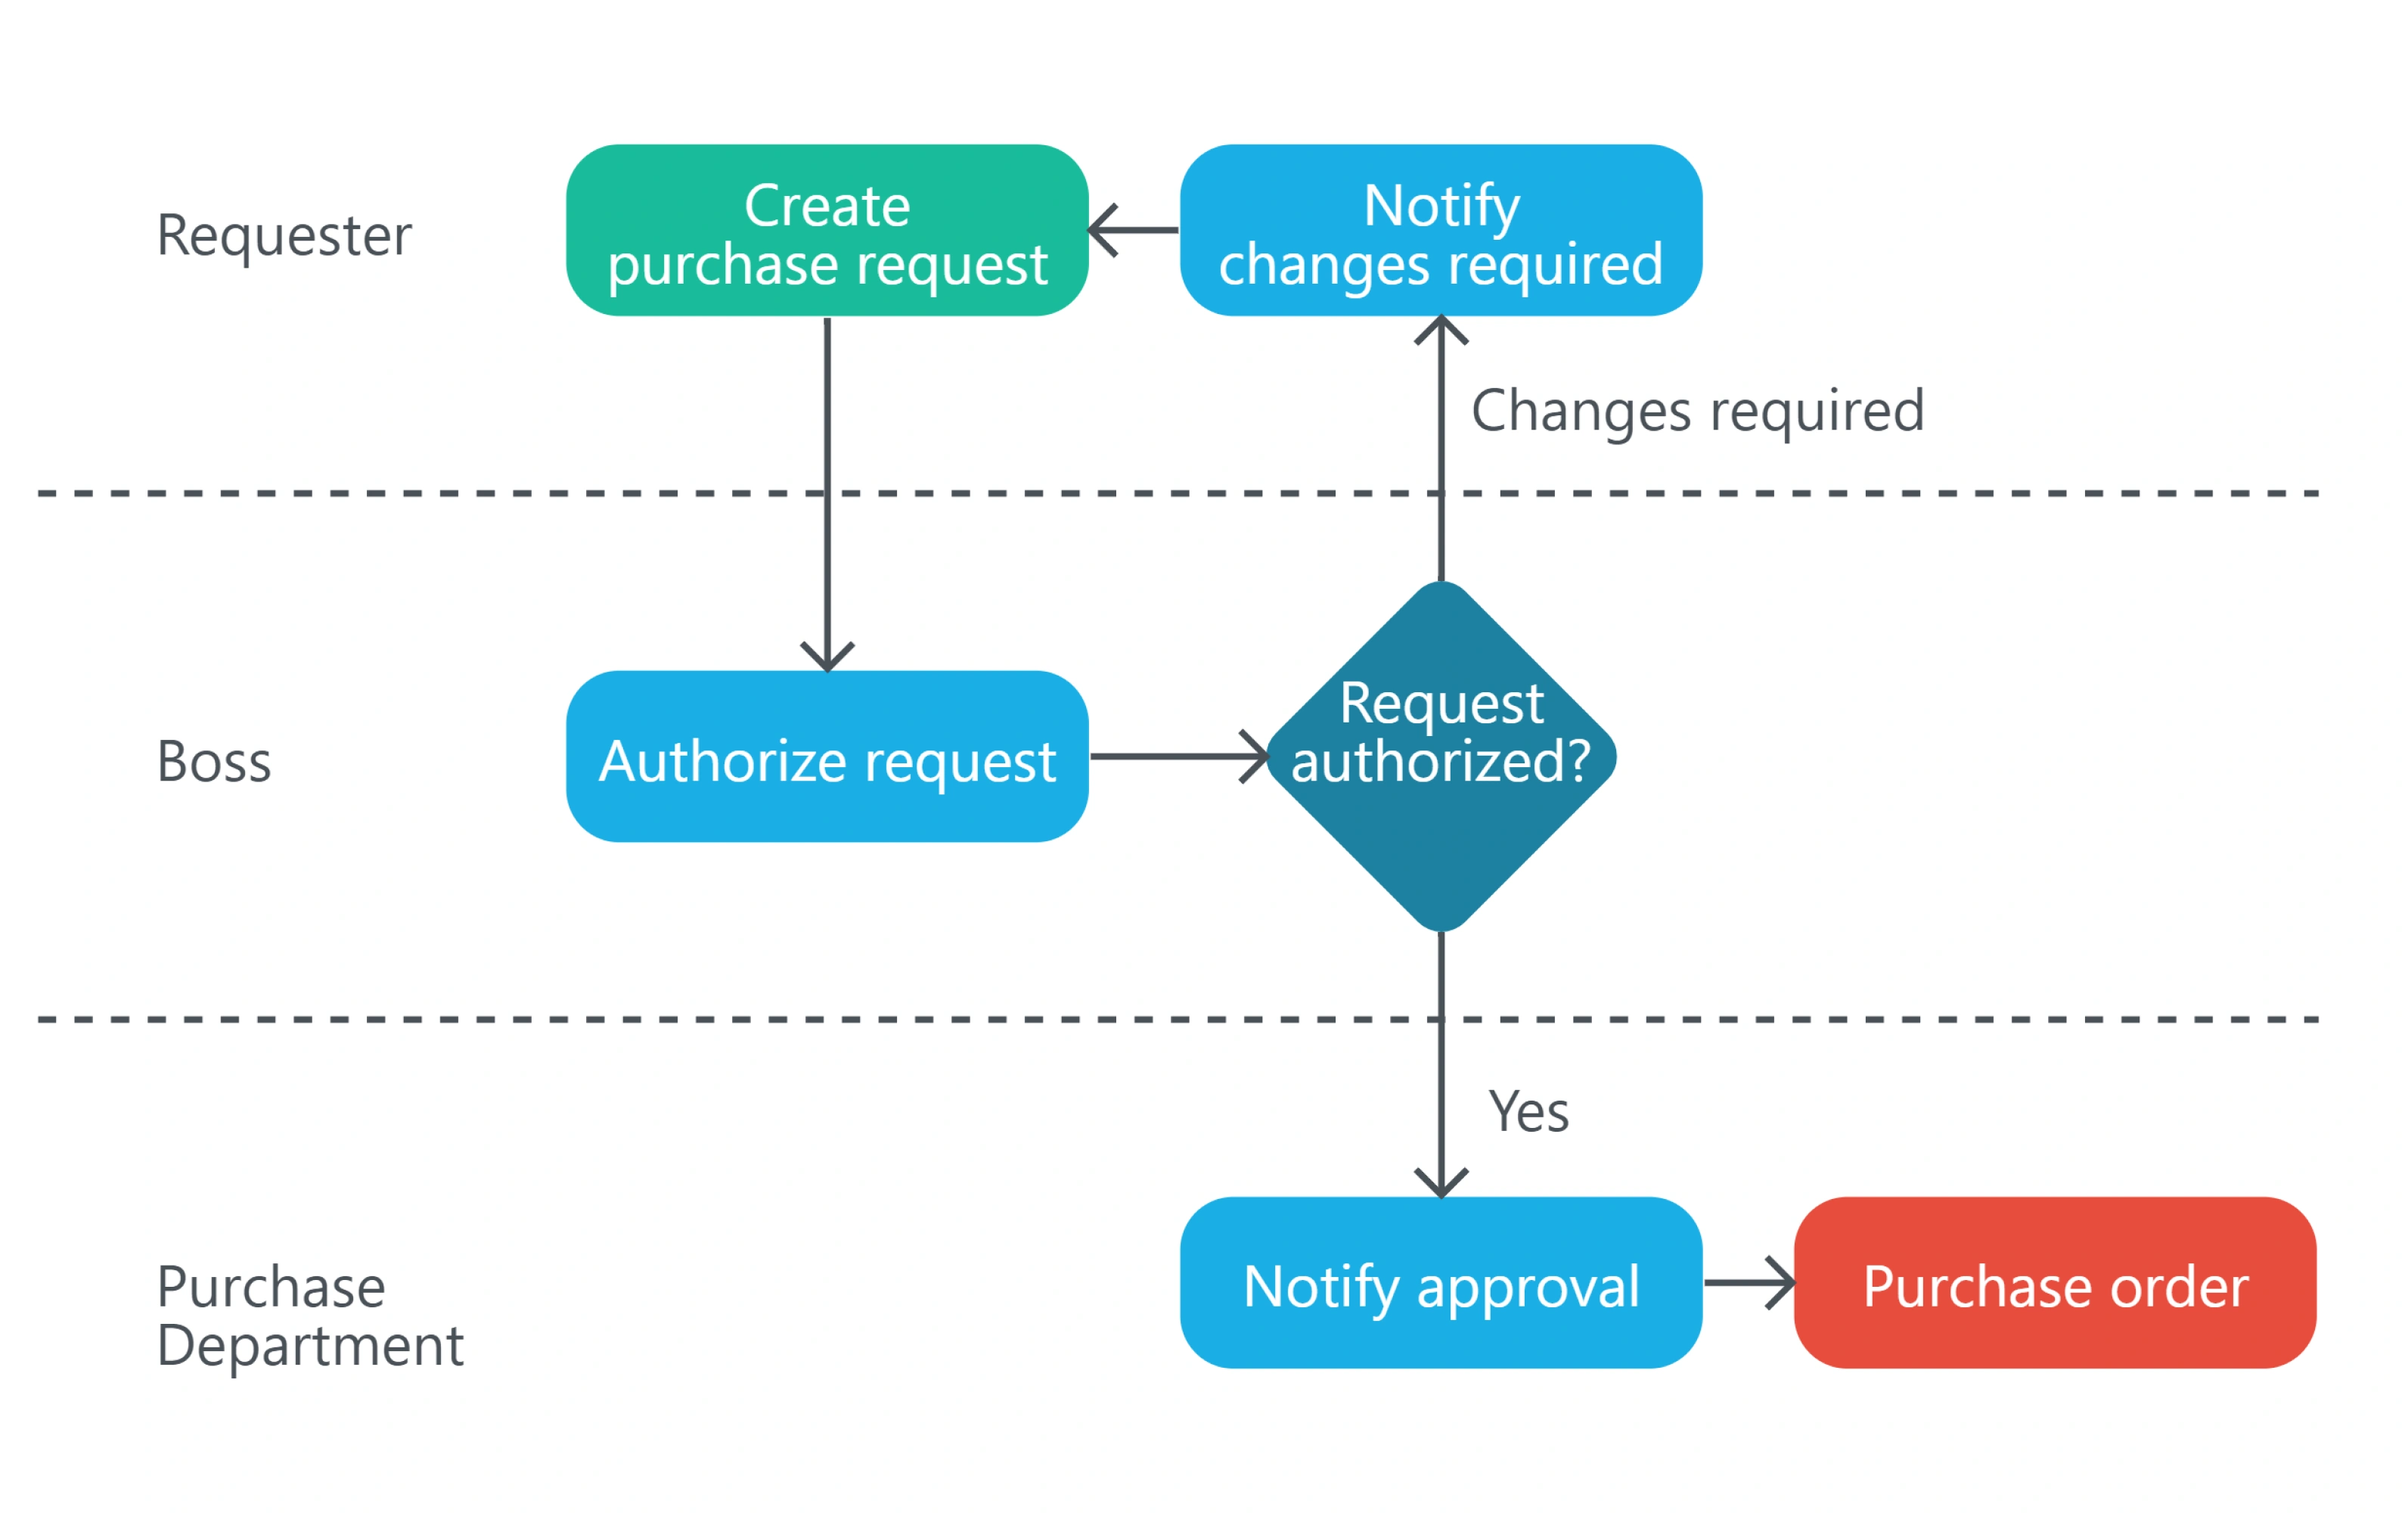 Requester
Create
purchase request
Notify
changes required
Changes required
Boss
Authorize request
Request
authorized?
Yes
Purchase
Department
Notify approval
Purchase order